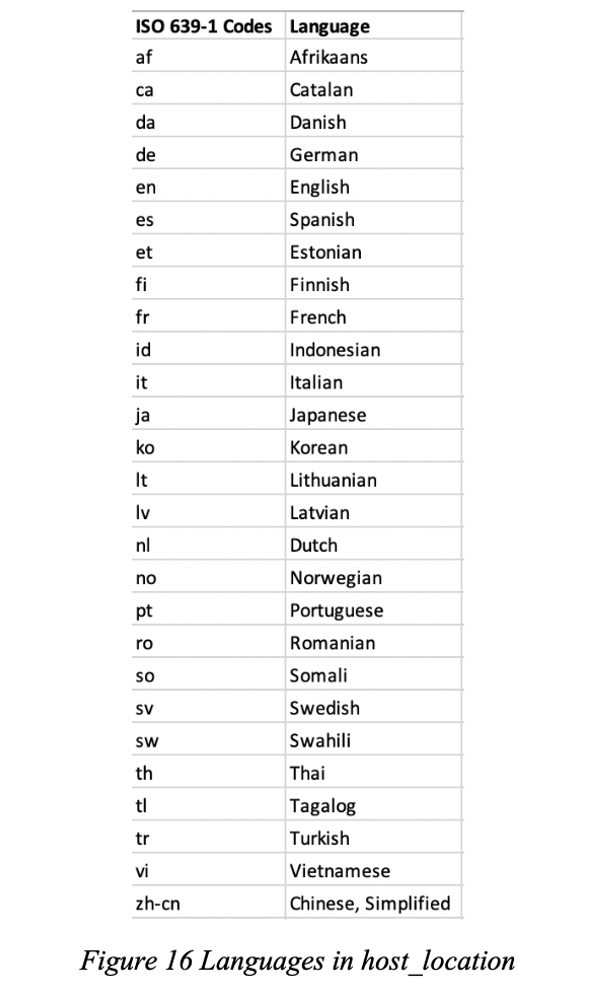 ISO 639-1 Codes Language
af Afrikaans
ca Catalan
da Danish
de German
en English
es Spanish
et Estonian
fi Finnish
fr French
id Indonesian
it Italian
ja Japanese
ko Korean
lt Lithuanian
lv Latvian
nl Dutch
no Norwegian
pt Portuguese
ro Romanian
so Somali
sv Swedish
sw Swahili
th Thai
tl Tagalog
tr Turkish
vi Vietnamese
zh-cn Chinese, Simplified
Figure 16 Languages in host_location